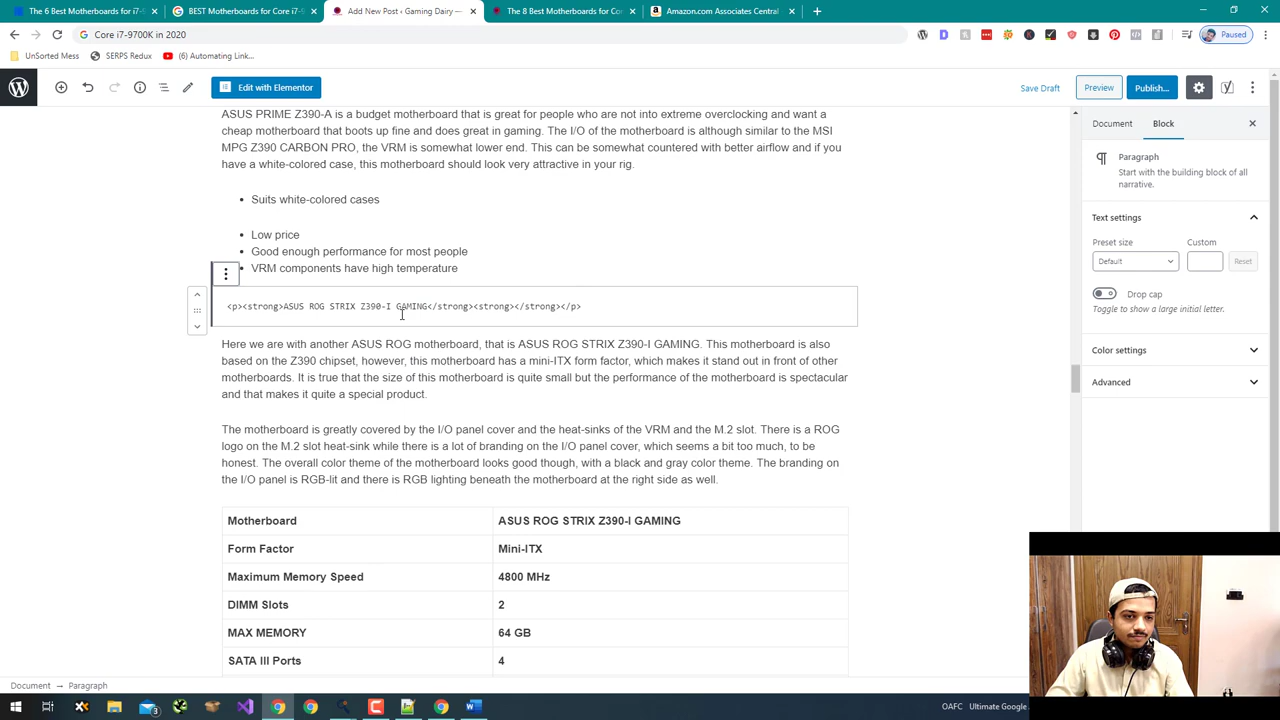 The 6 Best Motherboards for i7-9
BEST Motherboards for Core i7-9
Add New Post ‹ Gaming Dairy —
The 8 Best Motherboards for Cor
Amazon.com Associates Central
Core i7-9700K in 2020
Paused
UnSorted Mess
SERPS Redux
(6) Automating Link...
Edit with Elementor
Save Draft
Preview
Publish...
ASUS PRIME Z390-A is a budget motherboard that is great for people who are not into extreme overclocking and want a
cheap motherboard that boots up fine and does great in gaming. The I/O of the motherboard is although similar to the MSI
MPG Z390 CARBON PRO, the VRM is somewhat lower end. This can be somewhat countered with better airflow and if you
have a white-colored case, this motherboard should look very attractive in your rig.
• Suits white-colored cases
• Low price
• Good enough performance for most people
• VRM components have high temperature
<p><strong>ASUS ROG STRIX Z390-I GAMING</strong><strong></strong></p>
Here we are with another ASUS ROG motherboard, that is ASUS ROG STRIX Z390-I GAMING. This motherboard is also
based on the Z390 chipset, however, this motherboard has a mini-ITX form factor, which makes it stand out in front of other
motherboards. It is true that the size of this motherboard is quite small but the performance of the motherboard is spectacular
and that makes it quite a special product.
The motherboard is greatly covered by the I/O panel cover and the heat-sinks of the VRM and the M.2 slot. There is a ROG
logo on the M.2 slot heat-sink while there is a lot of branding on the I/O panel cover, which seems a bit too much, to be
honest. The overall color theme of the motherboard looks good though, with a black and gray color theme. The branding on
the I/O panel is RGB-lit and there is RGB lighting beneath the motherboard at the right side as well.
Motherboard ASUS ROG STRIX Z390-I GAMING
Form Factor Mini-ITX
Maximum Memory Speed 4800 MHz
DIMM Slots 2
MAX MEMORY 64 GB
SATA III Ports 4
Document → Paragraph
Document
Block
Paragraph
Start with the building block of all
narrative.
Text settings
Preset size
Custom
Default
Reset
Drop cap
Toggle to show a large initial letter.
Color settings
Advanced
OAFC
Ultimate Google